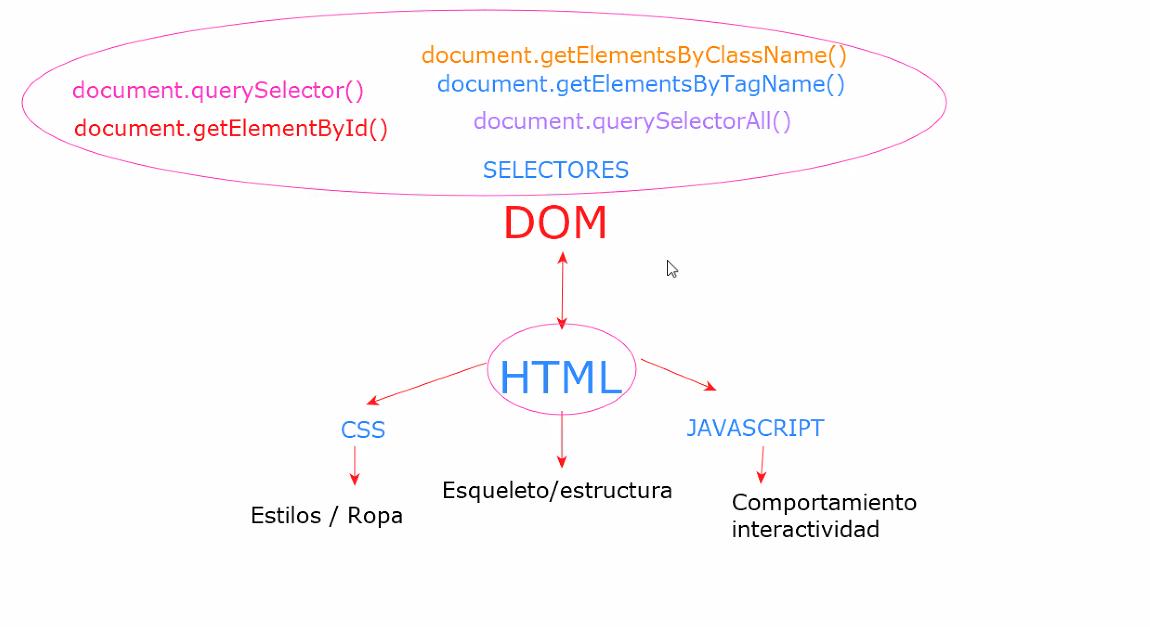 document.getElementsByClassName()
document.querySelector()
document.getElementsByTagName()
document.getElementById()
document.querySelectorAll()
SELECTORES
DOM
HTML
CSS
JAVASCRIPT
Esqueleto/estructura
Estilos / Ropa
Comportamiento
interactividad